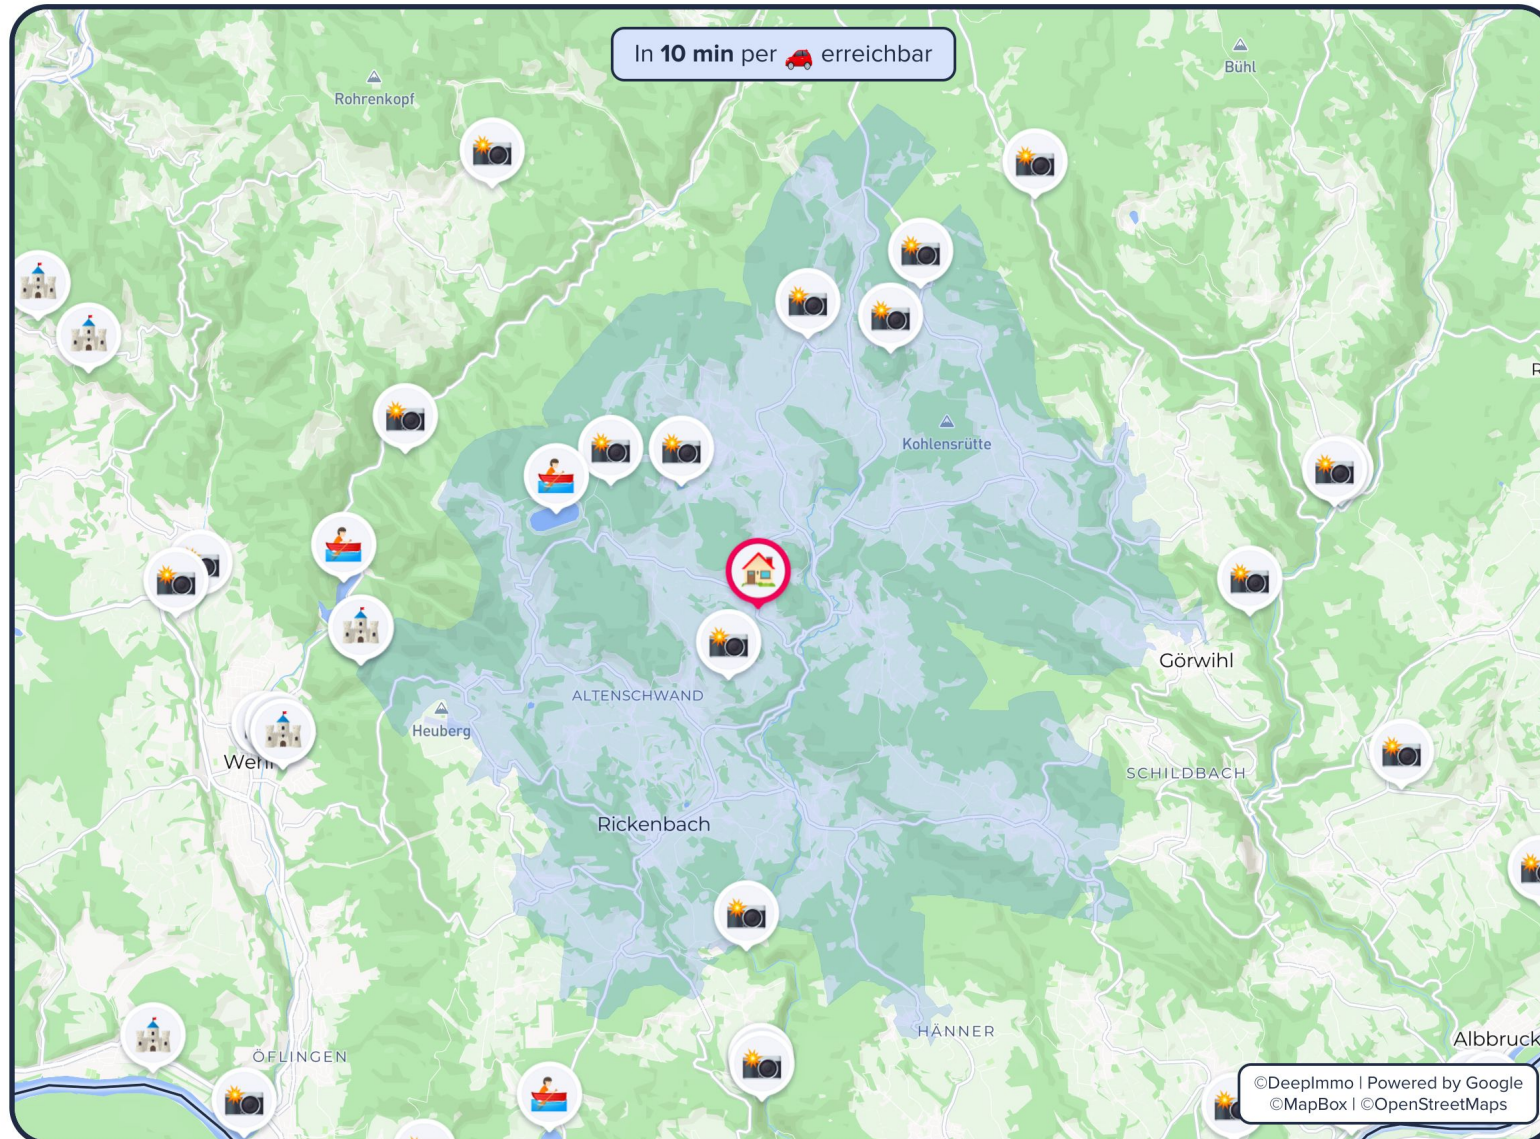 In 10 min per erreichbar
Bühl
Rohrenkopf
R
Kohlensrütte
Görwihl
ALTENSCHWAND
Heuberg
Wehr
SCHILDBACH
Rickenbach
HÄNNER
Albbruck
ÖFLINGEN
©DeepImmo | Powered by Google
©MapBox | ©OpenStreetMaps